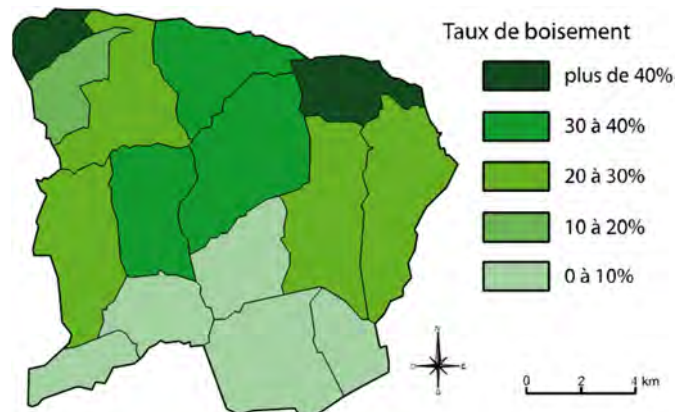 Taux de boisement
plus de 40%
30 à 40%
20 à 30%
10 à 20%
0 à 10%
N
O
E
S
0 2 4 km